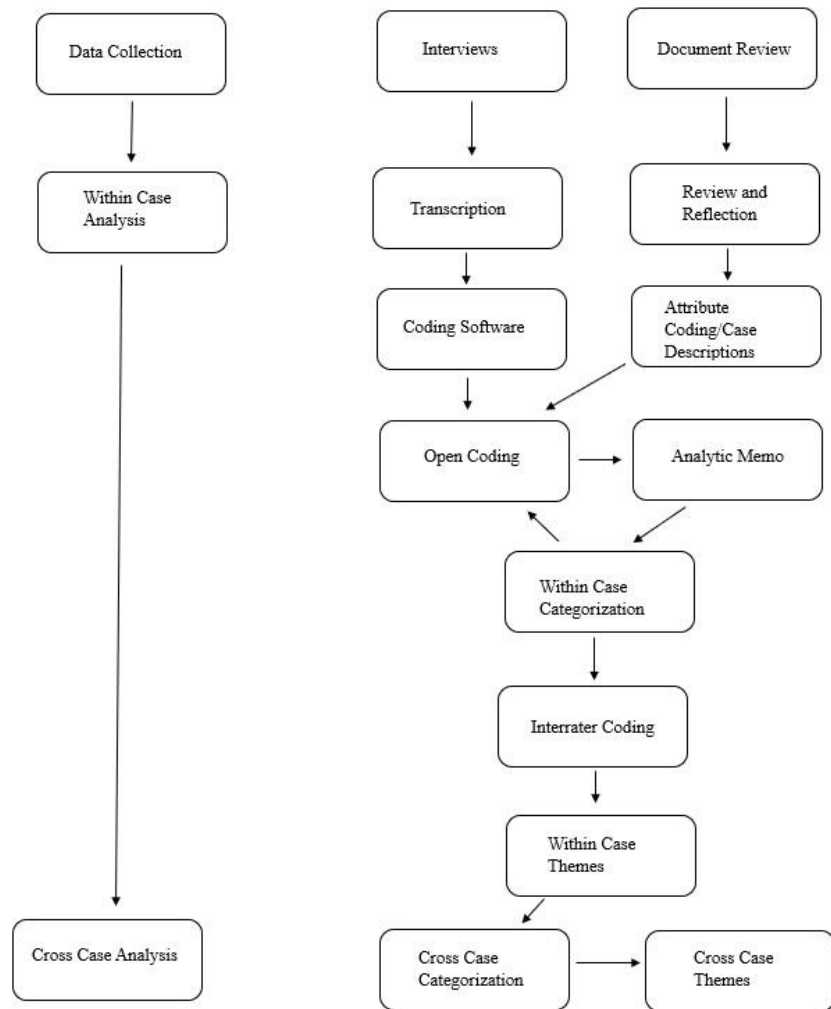 Data Collection
Interviews
Document Review
Within Case
Analysis
Transcription
Review and
Reflection
Coding Software
Attribute
Coding/Case
Descriptions
Open Coding
Analytic Memo
Within Case
Categorization
Interrater Coding
Within Case
Themes
Cross Case Analysis
Cross Case
Categorization
Cross Case
Themes